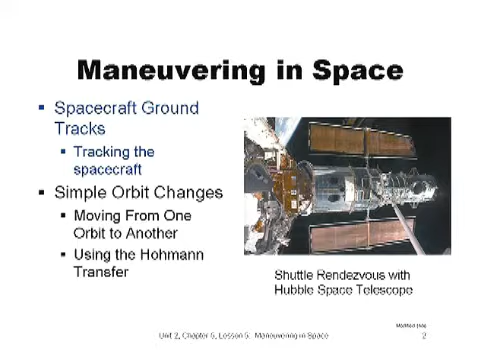 Maneuvering in Space
Spacecraft Ground
Tracks
Tracking the
spacecraft
Simple Orbit Changes
Moving From One
Orbit to Another
Using the Hohmann
Transfer
Shuttle Rendezvous with
Hubble Space Telescope
Unit 2, Chapter 5, Lesson 5: Maneuvering in Space
2